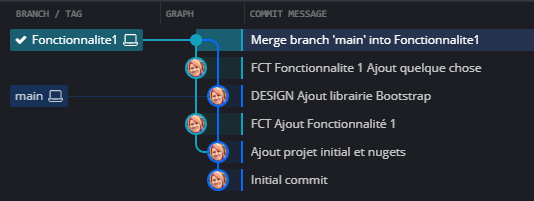 BRANCH / TAG GRAPH COMMIT MESSAGE
Fonctionnalite1 Merge branch 'main' into Fonctionnalite1
FCT Fonctionnalite 1 Ajout quelque chose
main DESIGN Ajout librairie Bootstrap
FCT Ajout Fonctionnalité 1
Ajout projet initial et nugets
Initial commit